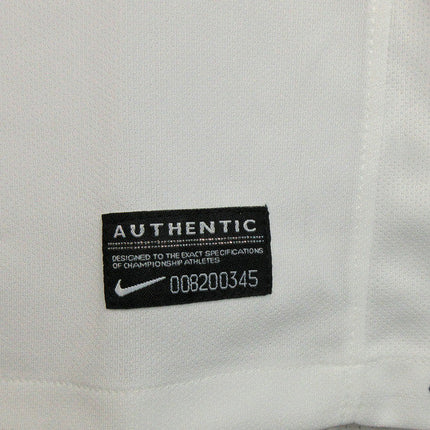 AUTHENTIC
DESIGNED TO THE EXACT SPECIFICATIONS
OF CHAMPIONSHIP ATHLETES
008200345